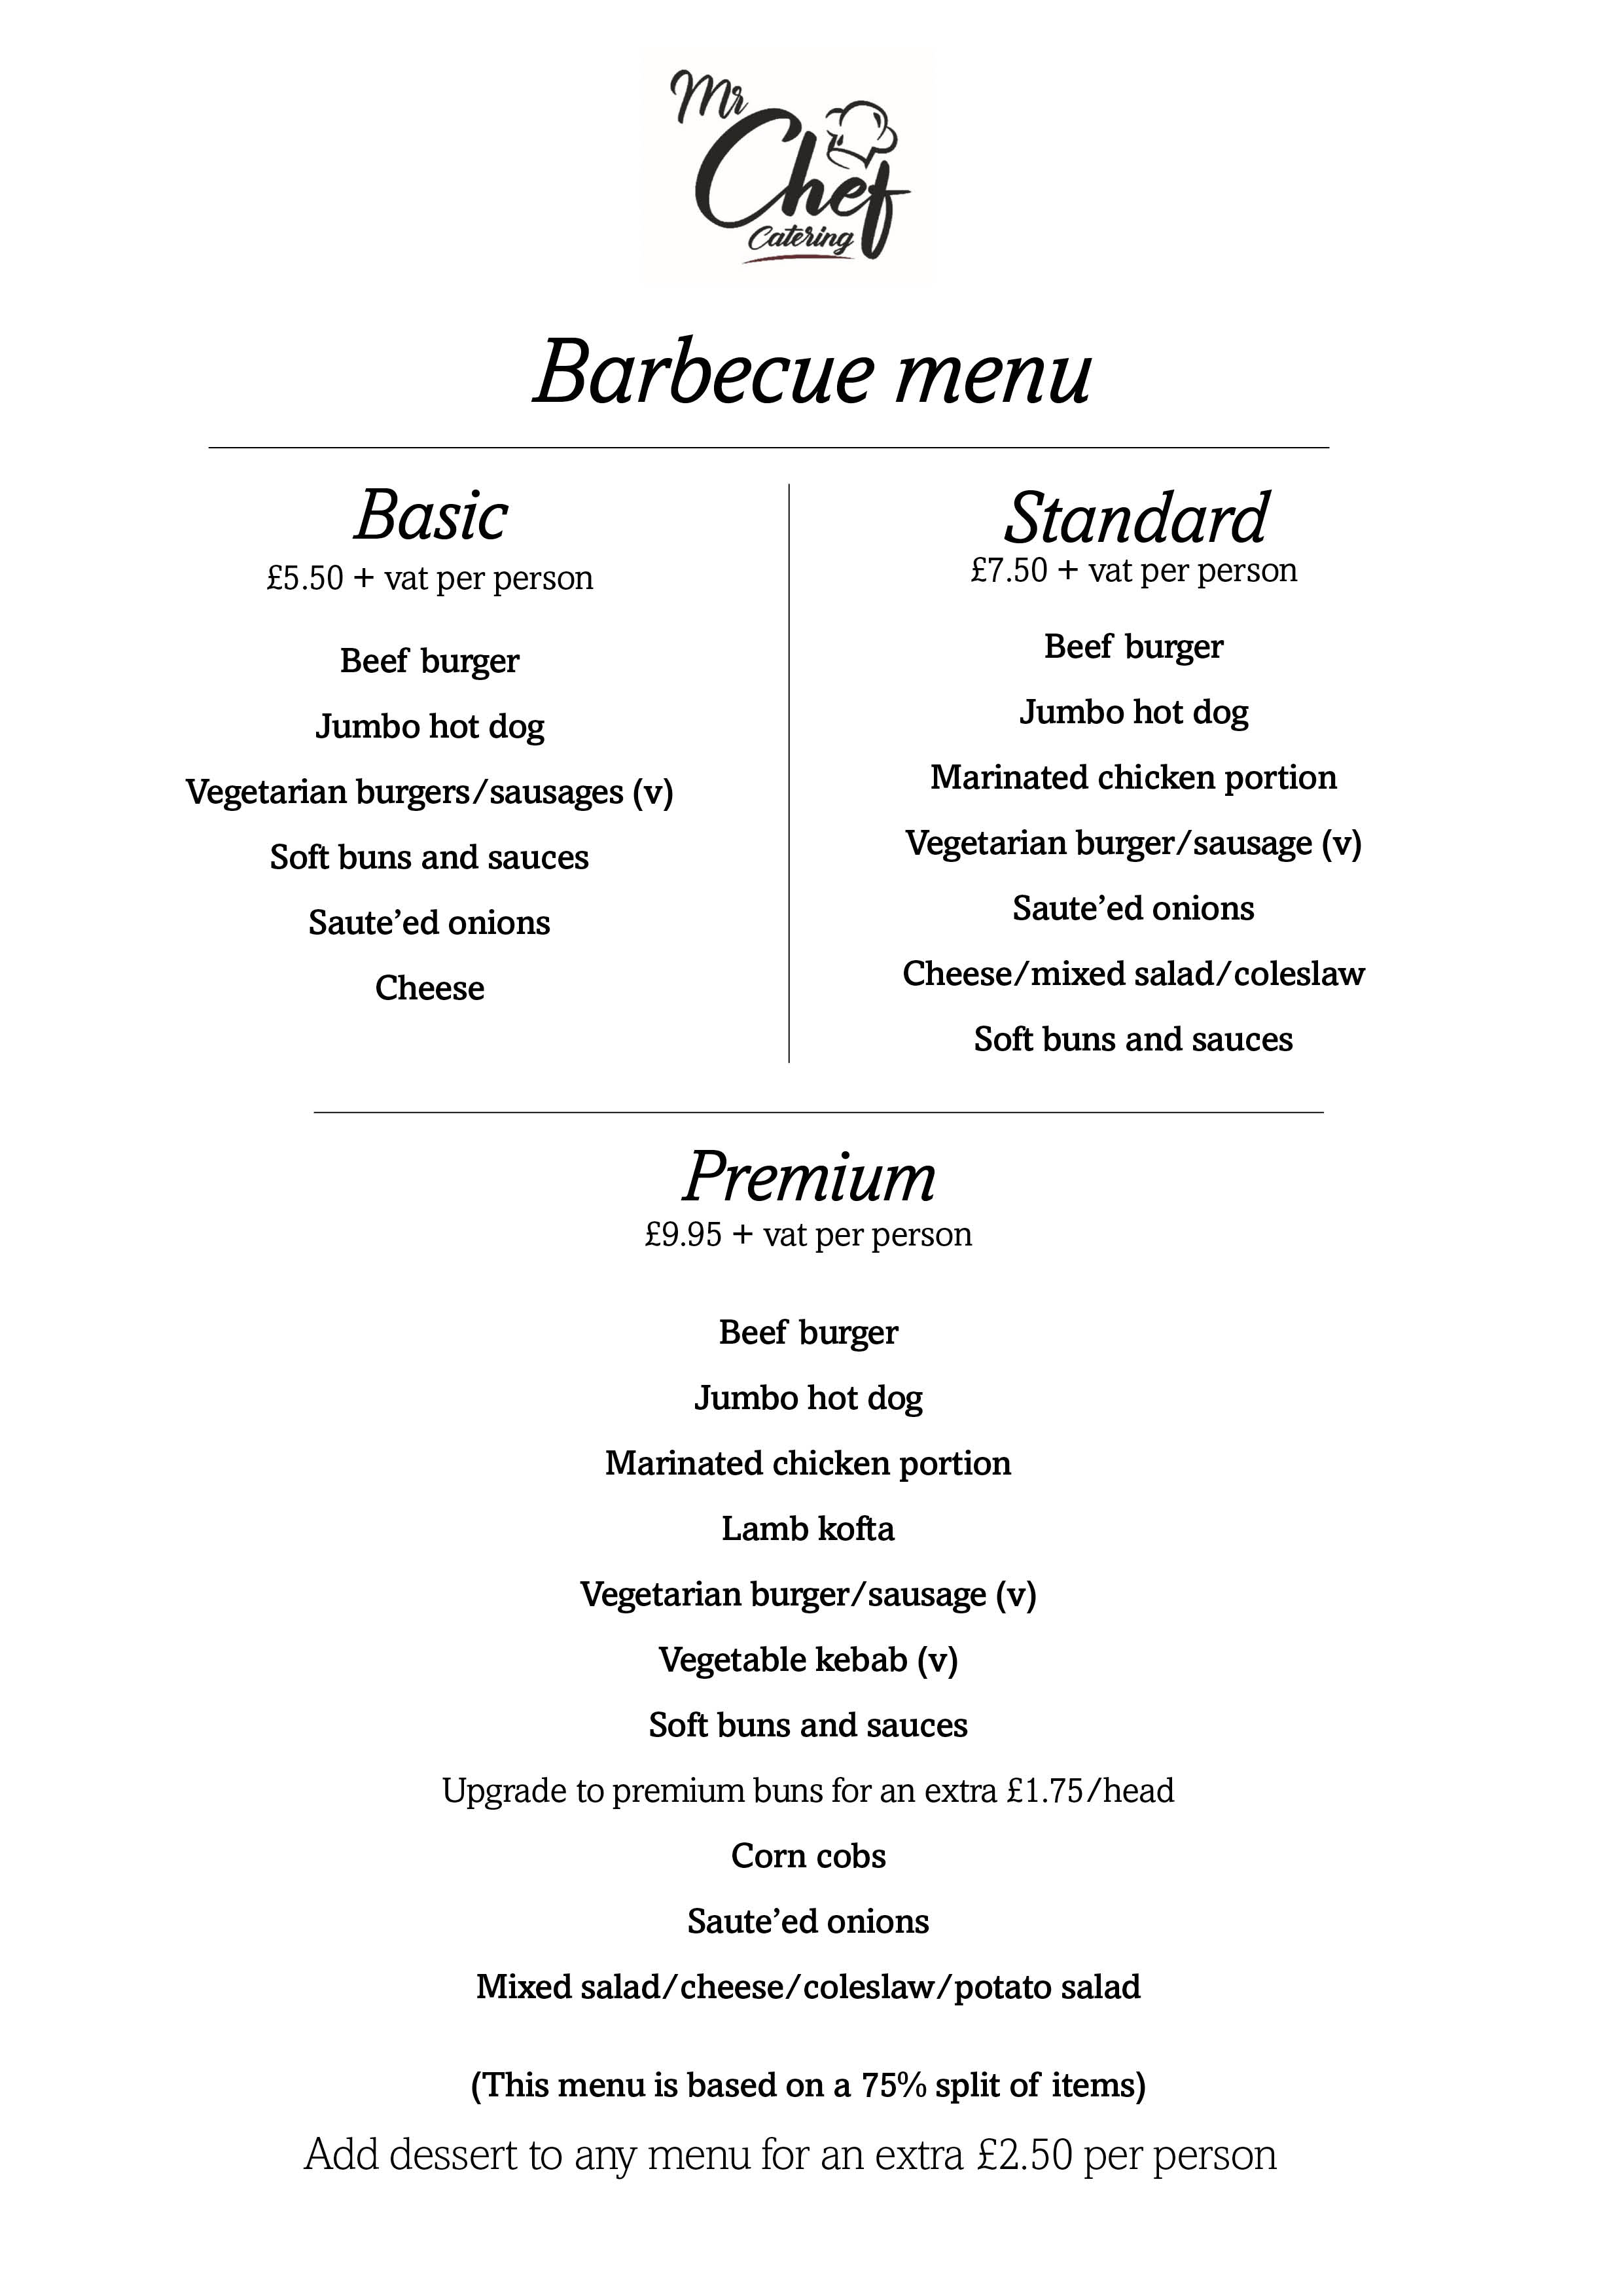 Mr
Chef
Catering
Barbecue menu
Basic
£5.50 + vat per person
Beef burger
Jumbo hot dog
Vegetarian burgers/sausages (v)
Soft buns and sauces
Saute’ed onions
Cheese
Standard
£7.50 + vat per person
Beef burger
Jumbo hot dog
Marinated chicken portion
Vegetarian burger/sausage (v)
Saute’ed onions
Cheese/mixed salad/coleslaw
Soft buns and sauces
Premium
£9.95 + vat per person
Beef burger
Jumbo hot dog
Marinated chicken portion
Lamb kofta
Vegetarian burger/sausage (v)
Vegetable kebab (v)
Soft buns and sauces
Upgrade to premium buns for an extra £1.75/head
Corn cobs
Saute’ed onions
Mixed salad/cheese/coleslaw/potato salad
(This menu is based on a 75% split of items)
Add dessert to any menu for an extra £2.50 per person